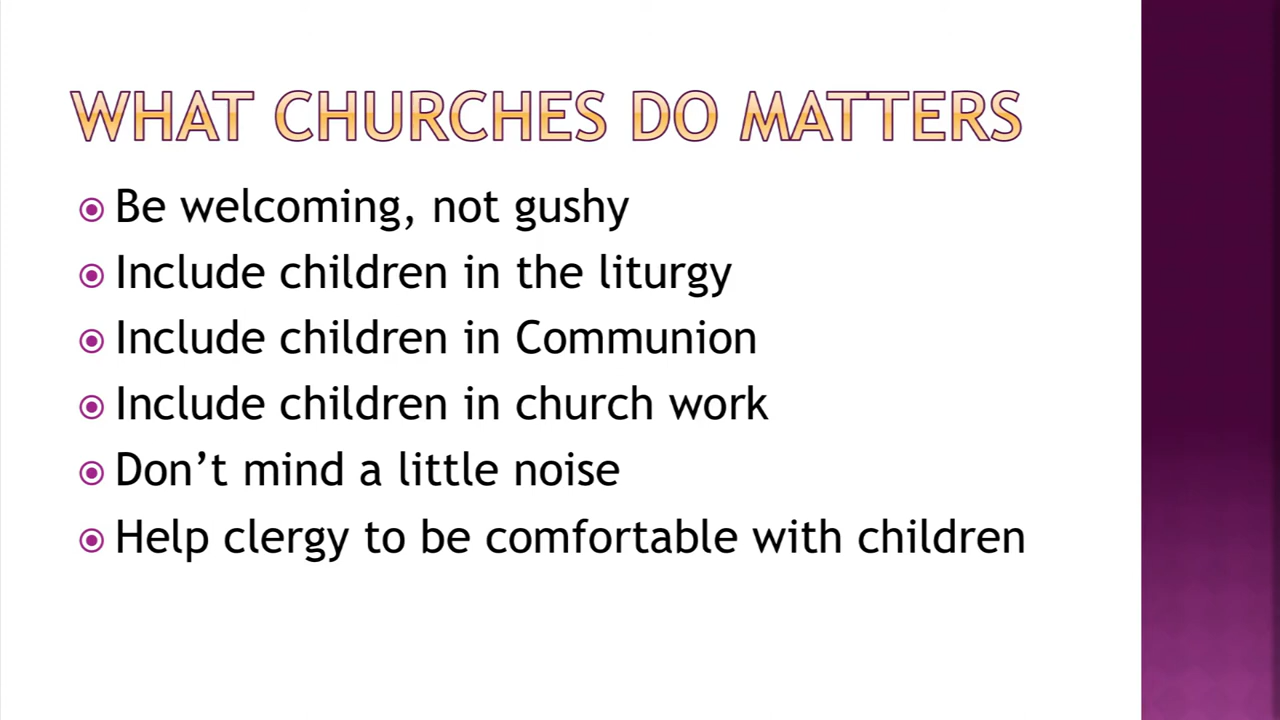 WHAT CHURCHES DO MATTERS
Be welcoming, not gushy
Include children in the liturgy
Include children in Communion
Include children in church work
Don’t mind a little noise
Help clergy to be comfortable with children